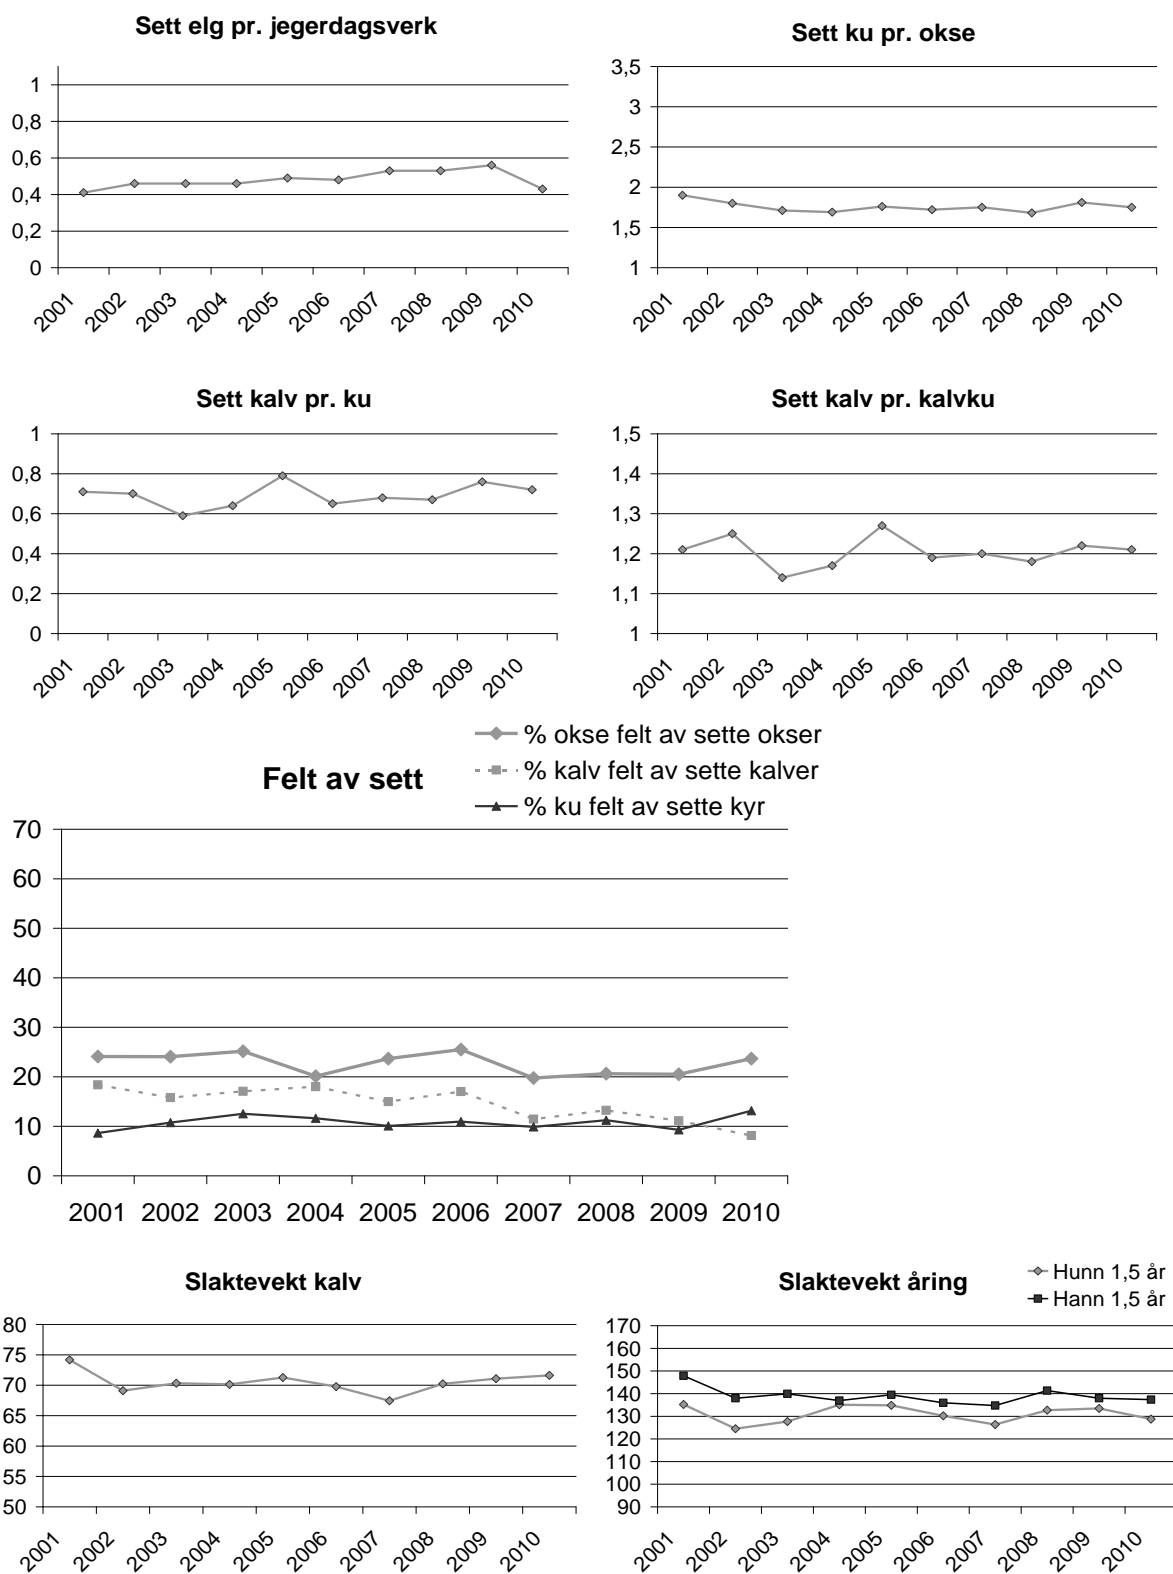 Sett elg pr. jegerdagsverk
1
0,8
0,6
0,4
0,2
0
2001 2002 2003 2004 2005 2006 2007 2008 2009 2010
Sett ku pr. okse
3,5
3
2,5
2
1,5
1
2001 2002 2003 2004 2005 2006 2007 2008 2009 2010
Sett kalv pr. ku
1
0,8
0,6
0,4
0,2
0
2001 2002 2003 2004 2005 2006 2007 2008 2009 2010
Sett kalv pr. kalvku
1,5
1,4
1,3
1,2
1,1
1
2001 2002 2003 2004 2005 2006 2007 2008 2009 2010
Felt av sett
% okse felt av sette okser
% kalv felt av sette kalver
% ku felt av sette kyr
70
60
50
40
30
20
10
0
2001 2002 2003 2004 2005 2006 2007 2008 2009 2010
Slaktevekt kalv
80
75
70
65
60
55
50
2001 2002 2003 2004 2005 2006 2007 2008 2009 2010
Slaktevekt åring
Hunn 1,5 år
Hann 1,5 år
170
160
150
140
130
120
110
100
90
2001 2002 2003 2004 2005 2006 2007 2008 2009 2010